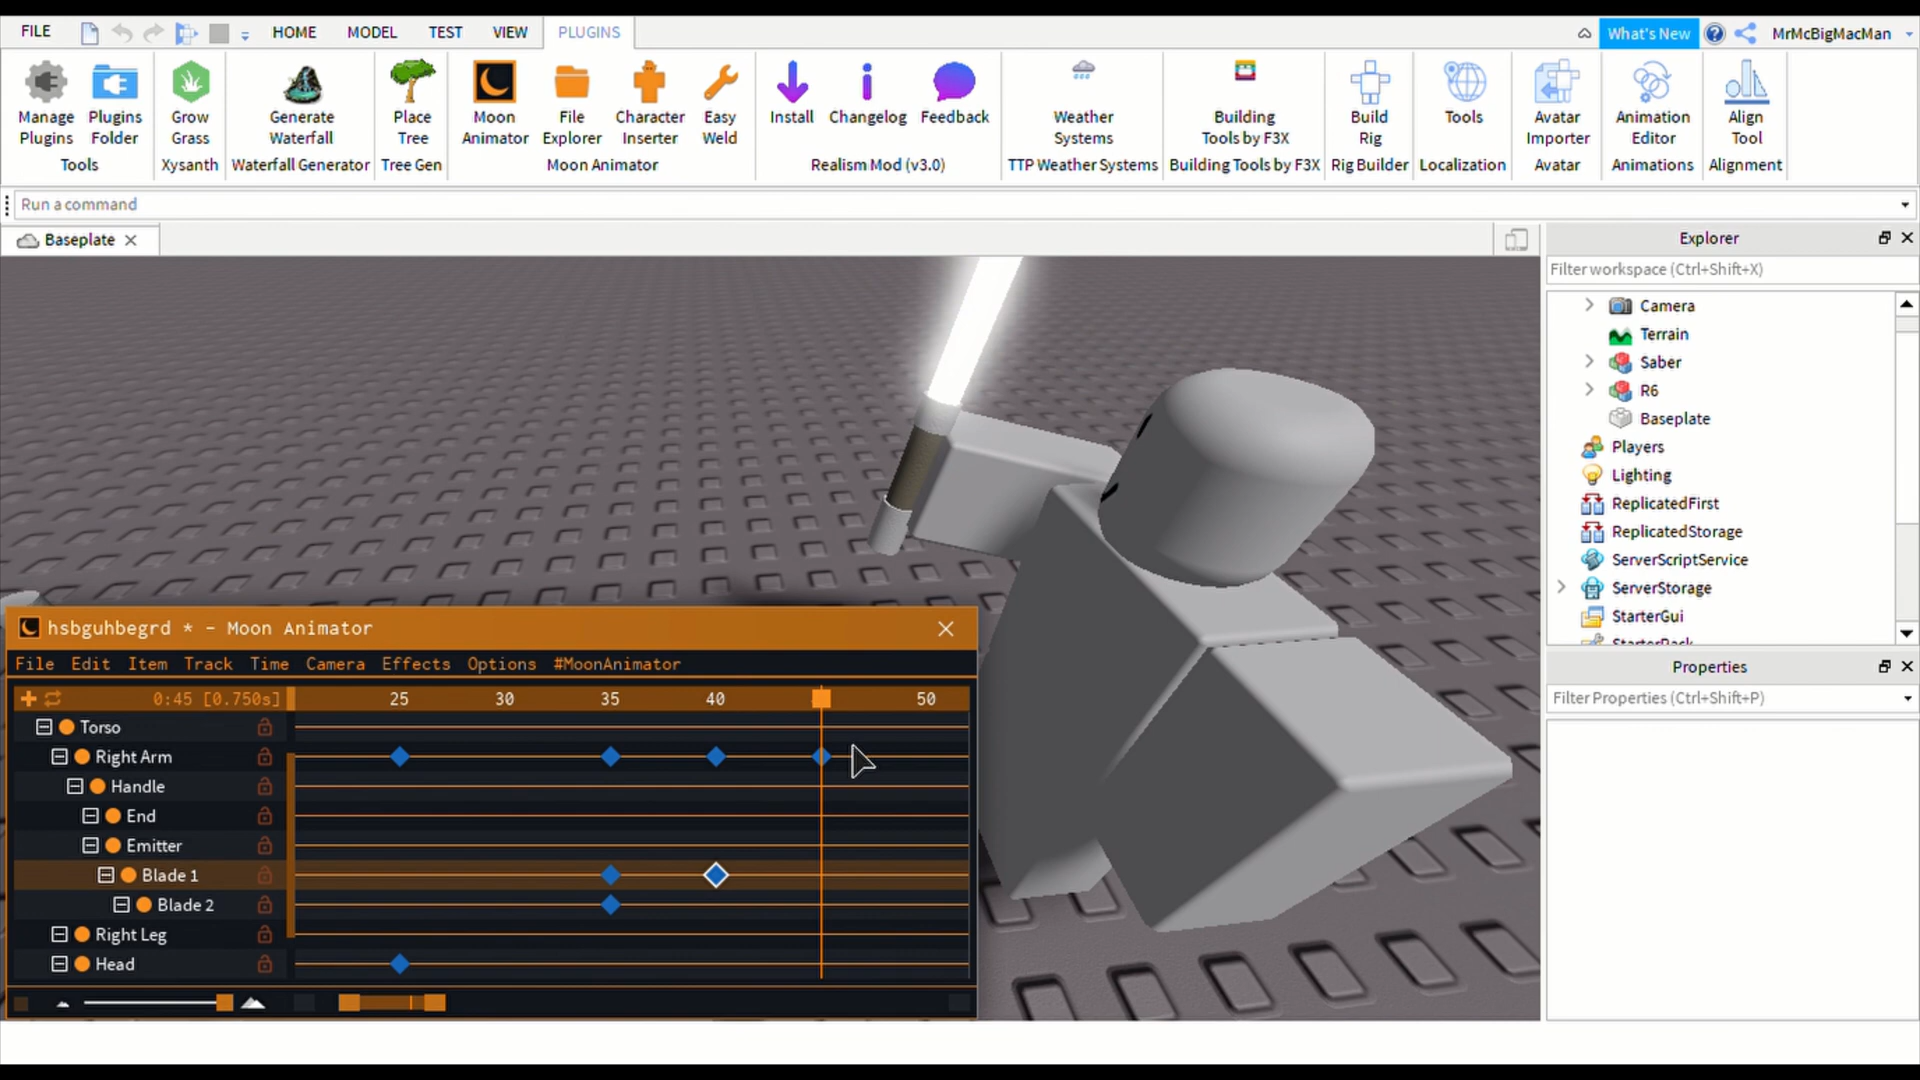 FILE HOME MODEL TEST VIEW PLUGINS What's New MrMcBigMacMan
Manage Plugins
Plugins Folder
Tools
Grow Grass
Xysanth
Generate Waterfall
Waterfall Generator
Place Tree
Tree Gen
Moon Animator
File Explorer
Character Inserter
Easy Weld
Moon Animator
Install
Changelog
Feedback
Realism Mod (v3.0)
Weather Systems
TTP Weather Systems
Building Tools by F3X
Building Tools by F3X
Build Rig
Rig Builder
Tools
Localization
Avatar Importer
Avatar
Animation Editor
Animations
Align Tool
Alignment
Run a command
Baseplate
Explorer
Filter workspace (Ctrl+Shift+X)
Camera
Terrain
Saber
R6
Baseplate
Players
Lighting
ReplicatedFirst
ReplicatedStorage
ServerScriptService
ServerStorage
StarterGui
StarterPack
Properties
Filter Properties (Ctrl+Shift+P)
hsbguhbegrd * - Moon Animator
File Edit Item Track Time Camera Effects Options #MoonAnimator
0:45 [0.750s] 25 30 35 40 50
Torso
Right Arm
Handle
End
Emitter
Blade 1
Blade 2
Right Leg
Head